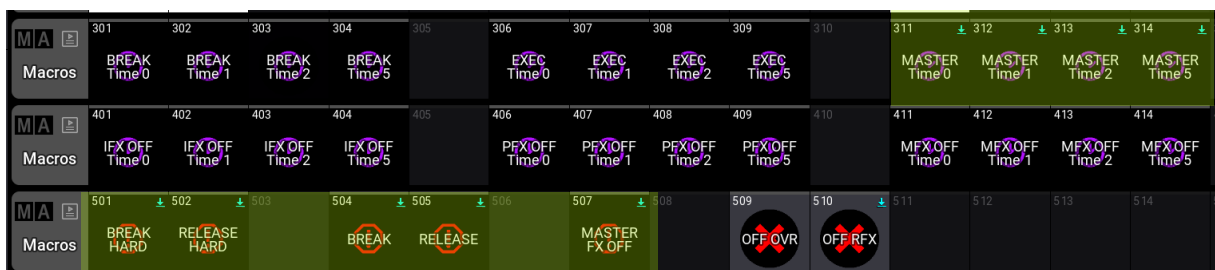 301 302 303 304 305 306 307 308 309 310 311 312 313 314
MA
Macros
BREAK Time 0 BREAK Time 1 BREAK Time 2 BREAK Time 5 EXEC Time 0 EXEC Time 1 EXEC Time 2 EXEC Time 5 MASTER Time 0 MASTER Time 1 MASTER Time 2 MASTER Time 5
401 402 403 404 405 406 407 408 409 410 411 412 413 414
MA
Macros
IFX OFF Time 0 IFX OFF Time 1 IFX OFF Time 2 IFX OFF Time 5 PFX OFF Time 0 PFX OFF Time 1 PFX OFF Time 2 PFX OFF Time 5 MFX OFF Time 0 MFX OFF Time 1 MFX OFF Time 2 MFX OFF Time 5
501 502 503 504 505 506 507 508 509 510 511 512 513 514
MA
Macros
BREAK HARD RELEASE HARD BREAK RELEASE MASTER FX OFF OFF OVR OFF RFX